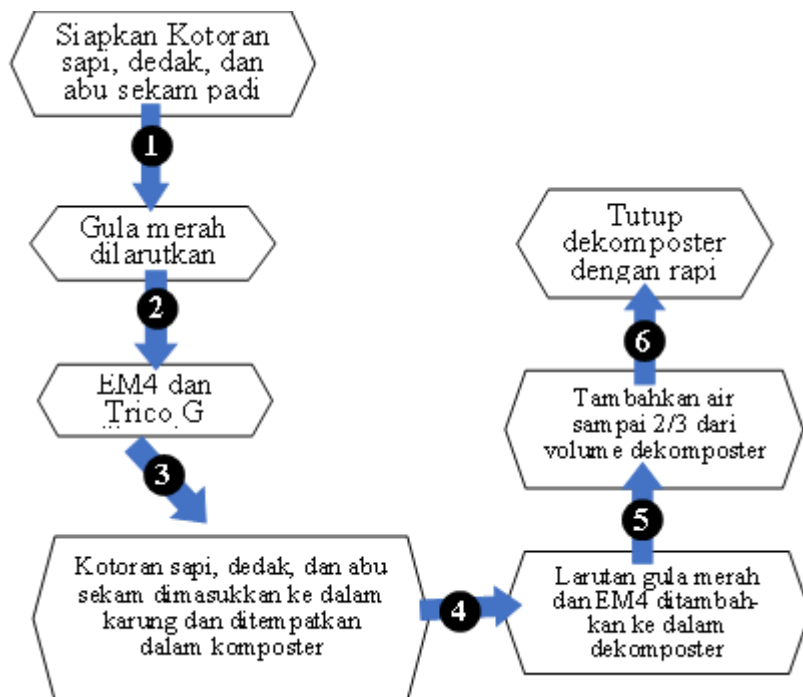 Siapkan Kotoran
sapi, dedak, dan
abu sekam padi
1
Gula merah
dilarutkan
2
EM4 dan
Trico G
3
Kotoran sapi, dedak, dan abu
sekam dimasukkan ke dalam
karung dan ditempatkan
dalam komposter
4
Larutan gula merah
dan EM4 ditambah-
kan ke dalam
dekomposter
5
Tambahkan air
sampai 2/3 dari
volume dekomposter
6
Tutup
dekomposter
dengan rapi